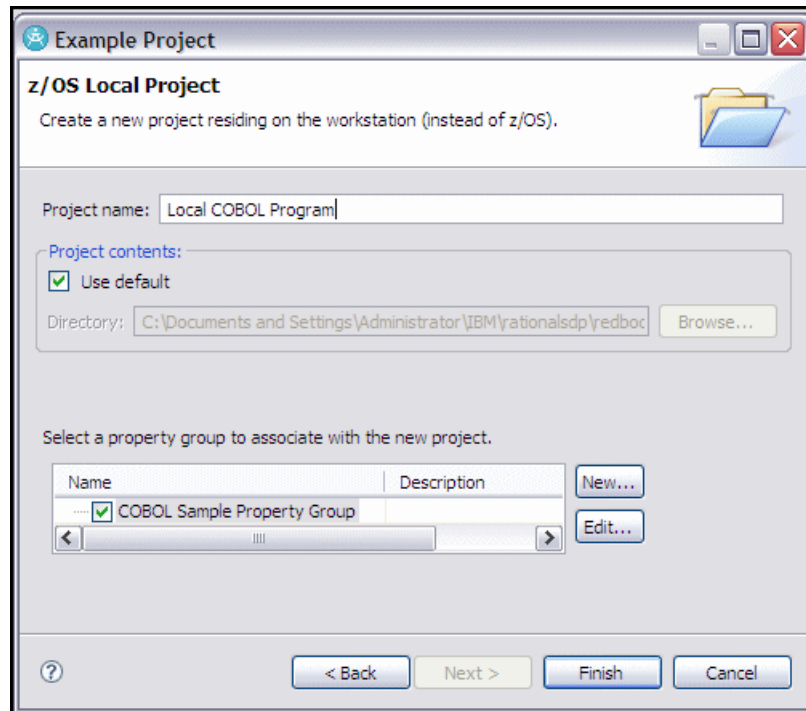 Example Project
z/OS Local Project
Create a new project residing on the workstation (instead of z/OS).
Project name: Local COBOL Program
Project contents:
Use default
Directory: C:\Documents and Settings\Administrator\IBM\rationalsdp\redboo Browse...
Select a property group to associate with the new project.
Name Description New...
COBOL Sample Property Group
Edit...
? < Back Next > Finish Cancel